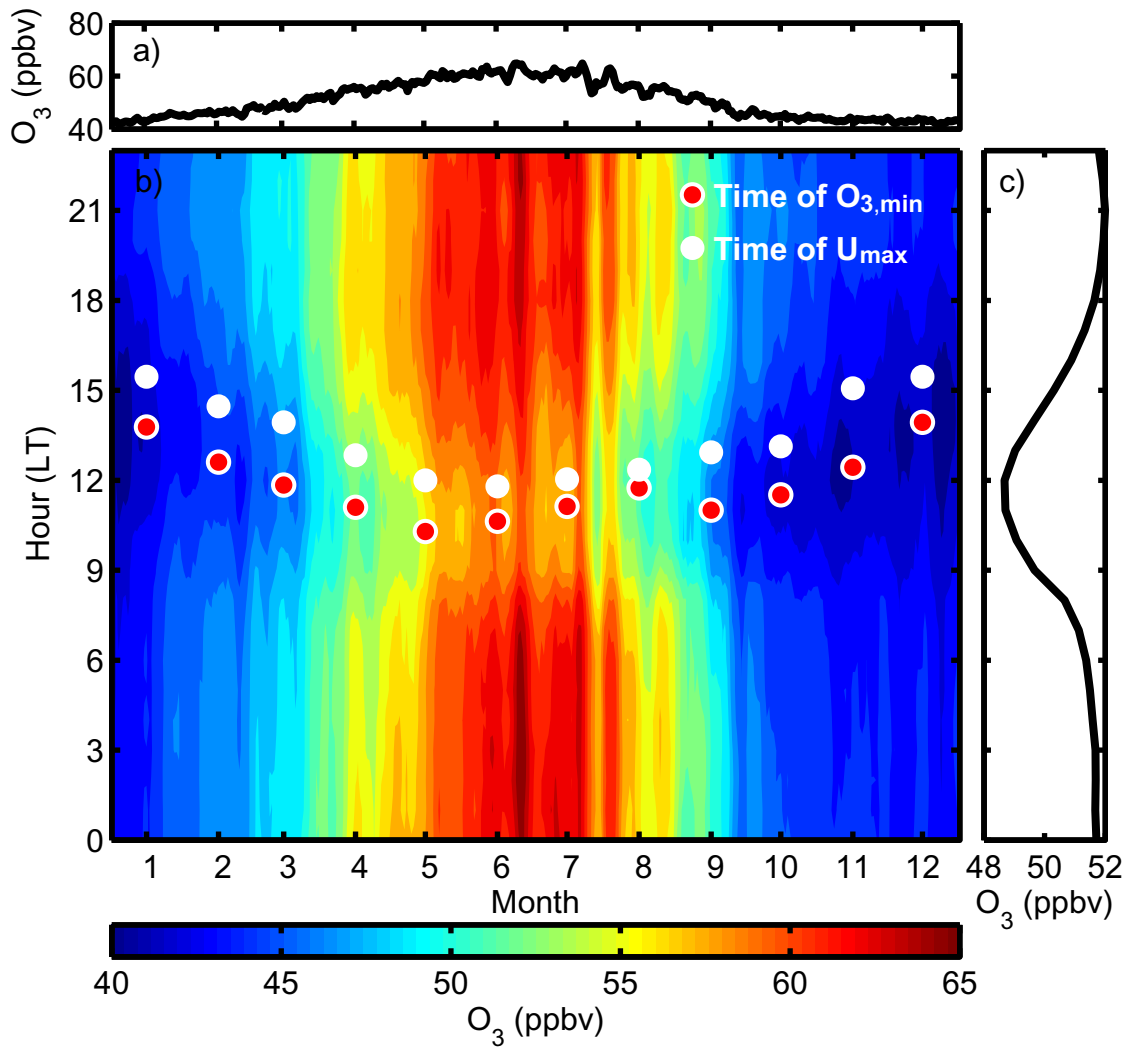 80
60
40
O3 (ppbv)
a)
b)
Time of O3,min
Time of Umax
21
18
15
12
9
6
3
0
Hour (LT)
1 2 3 4 5 6 7 8 9 10 11 12
Month
c)
48 50 52
O3 (ppbv)
40 45 50 55 60 65
O3 (ppbv)